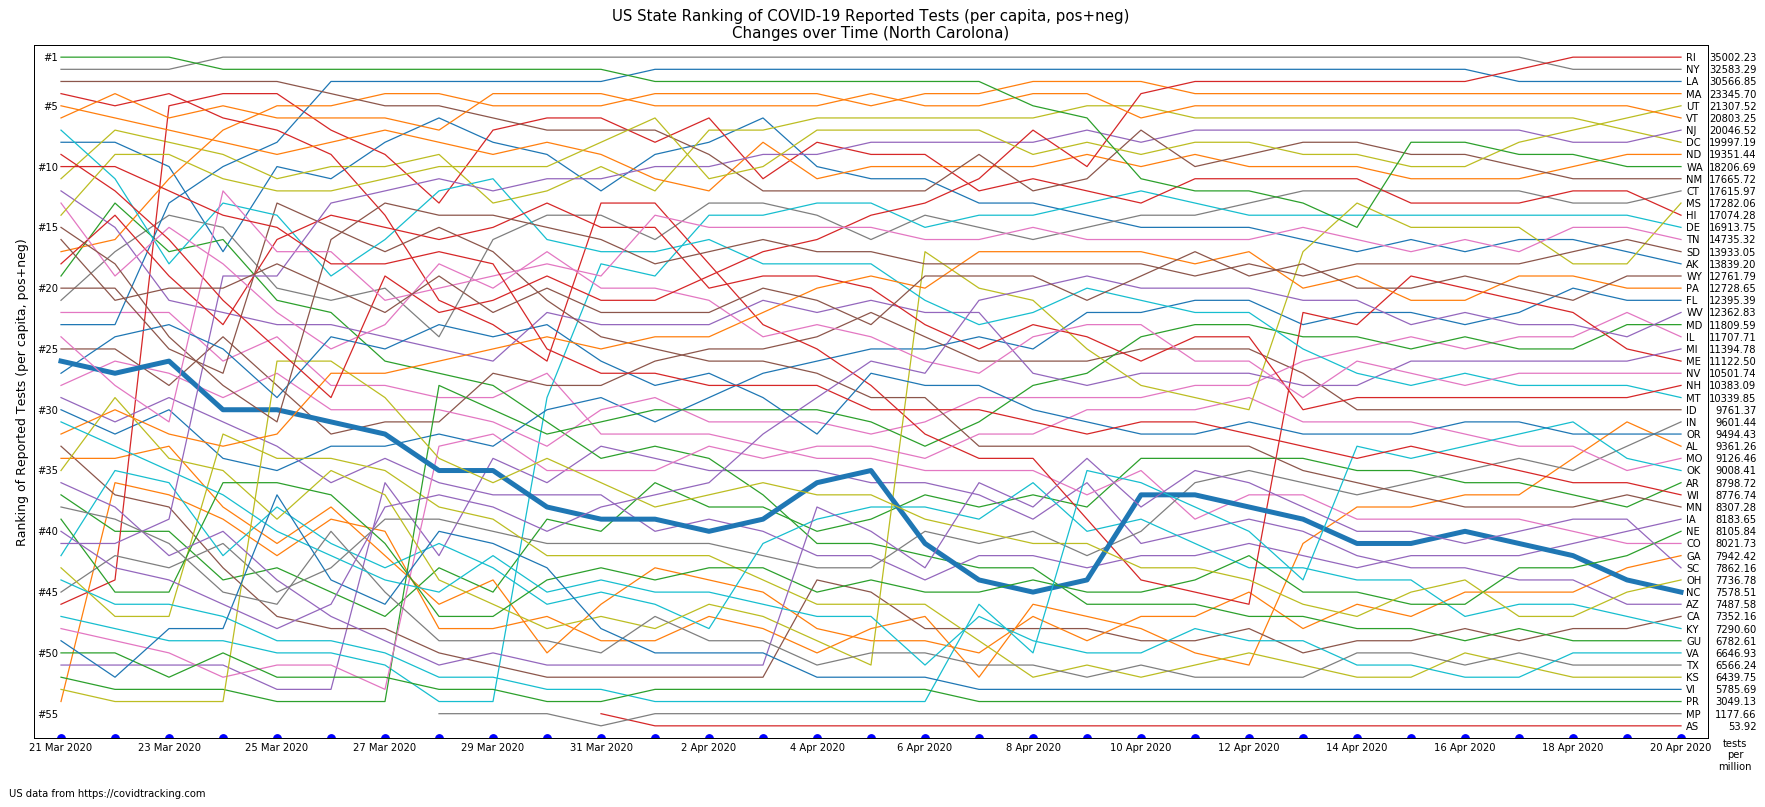 US State Ranking of COVID-19 Reported Tests (per capita, pos+neg)
Changes over Time (North Carolona)
Ranking of Reported Tests (per capita, pos+neg)
#1
#5
#10
#15
#20
#25
#30
#35
#40
#45
#50
#55
RI 35002.23
NY 32583.29
LA 30566.85
MA 23345.70
UT 21307.52
VT 20803.25
NJ 20046.52
DC 19997.19
ND 19351.44
WA 18206.69
NM 17665.72
CT 17615.97
MS 17282.06
HI 17074.28
DE 16913.75
TN 14735.32
SD 13933.05
AK 13839.20
WY 12761.79
PA 12728.65
FL 12395.39
WV 12362.83
MD 11809.59
IL 11707.71
MI 11394.78
ME 11122.50
NV 10501.74
NH 10383.09
MT 10339.85
ID 9761.37
IN 9601.44
OR 9494.43
AL 9361.26
MO 9126.46
OK 9008.41
AR 8798.72
WI 8776.74
MN 8307.28
IA 8183.65
NE 8105.84
CO 8021.73
GA 7942.42
SC 7862.16
OH 7736.78
NC 7578.51
AZ 7487.58
CA 7352.16
KY 7290.60
GU 6782.61
VA 6646.93
TX 6566.24
KS 6439.75
VI 5785.69
PR 3049.13
MP 1177.66
AS 53.92
21 Mar 2020
23 Mar 2020
25 Mar 2020
27 Mar 2020
29 Mar 2020
31 Mar 2020
2 Apr 2020
4 Apr 2020
6 Apr 2020
8 Apr 2020
10 Apr 2020
12 Apr 2020
14 Apr 2020
16 Apr 2020
18 Apr 2020
20 Apr 2020
tests
per
million
US data from https://covidtracking.com